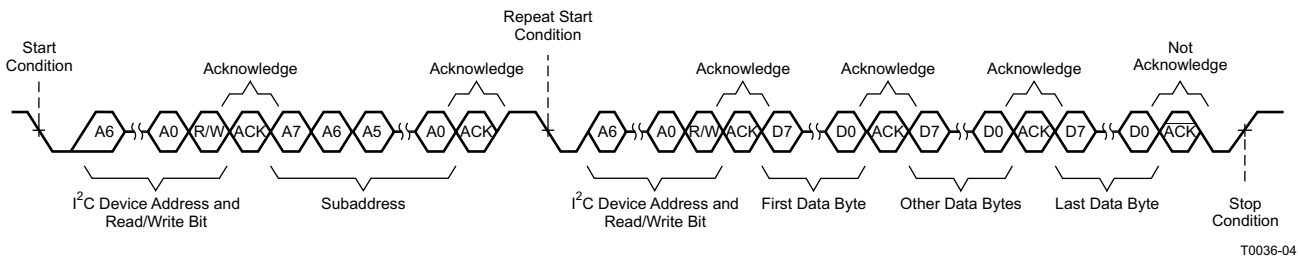 Repeat Start
Condition
Start
Condition
Not
Acknowledge
Acknowledge
Acknowledge
Acknowledge
Acknowledge
Acknowledge
A6 A0 R/W ACK A7 A6 A5 A0 ACK A6 A0 R/W ACK D7 D0 ACK D7 D0 ACK D7 D0 ACK
I²C Device Address and
Read/Write Bit
Subaddress
I²C Device Address and
Read/Write Bit
First Data Byte
Other Data Bytes
Last Data Byte
Stop
Condition
T0036-04